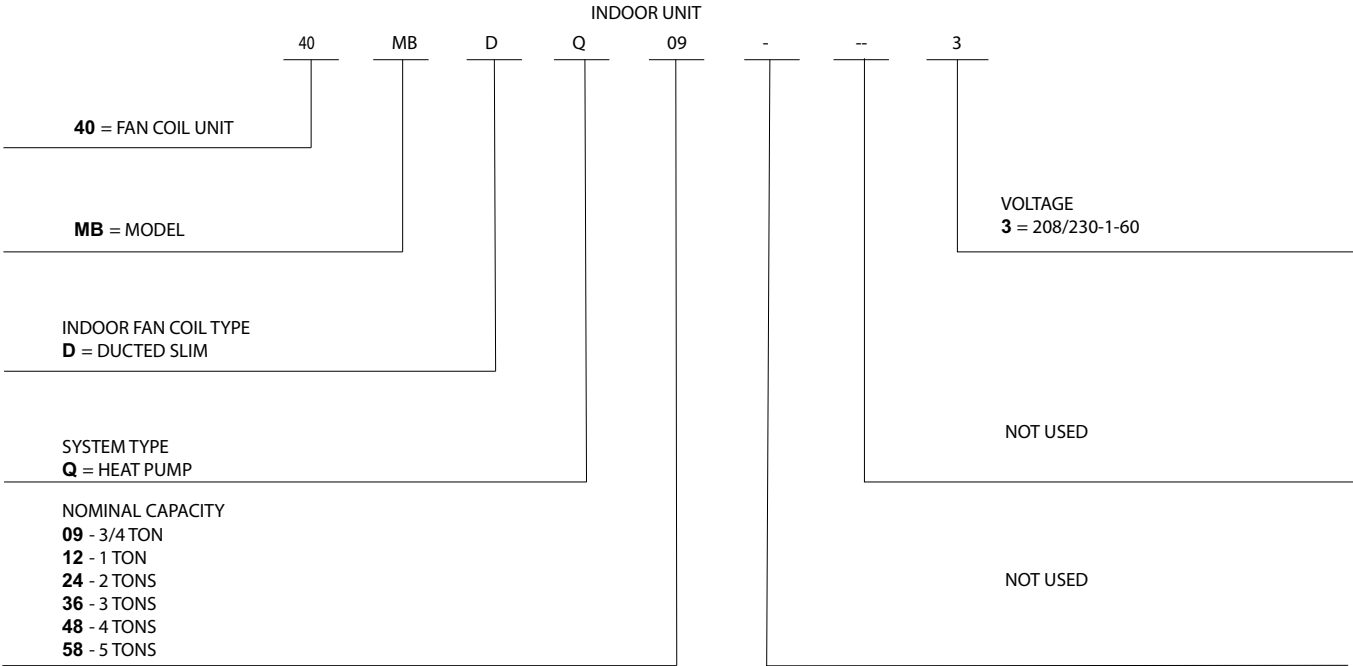 INDOOR UNIT
40 MB D Q 09 - -- 3
40 = FAN COIL UNIT
MB = MODEL
INDOOR FAN COIL TYPE
D = DUCTED SLIM
SYSTEM TYPE
Q = HEAT PUMP
NOMINAL CAPACITY
09 - 3/4 TON
12 - 1 TON
24 - 2 TONS
36 - 3 TONS
48 - 4 TONS
58 - 5 TONS
VOLTAGE
3 = 208/230-1-60
NOT USED
NOT USED